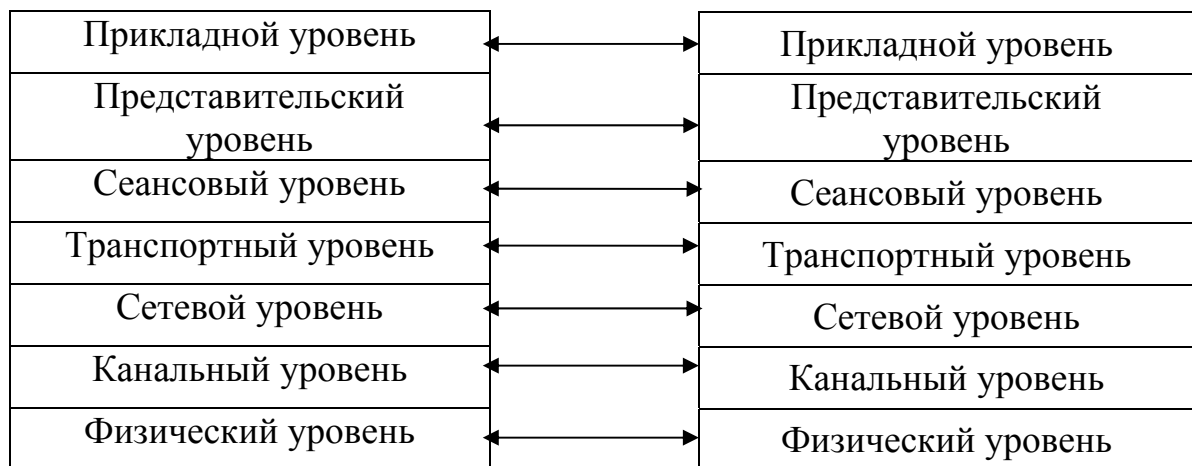 Прикладной уровень
Представительский
уровень
Сеансовый уровень
Транспортный уровень
Сетевой уровень
Канальный уровень
Физический уровень
Прикладной уровень
Представительский
уровень
Сеансовый уровень
Транспортный уровень
Сетевой уровень
Канальный уровень
Физический уровень